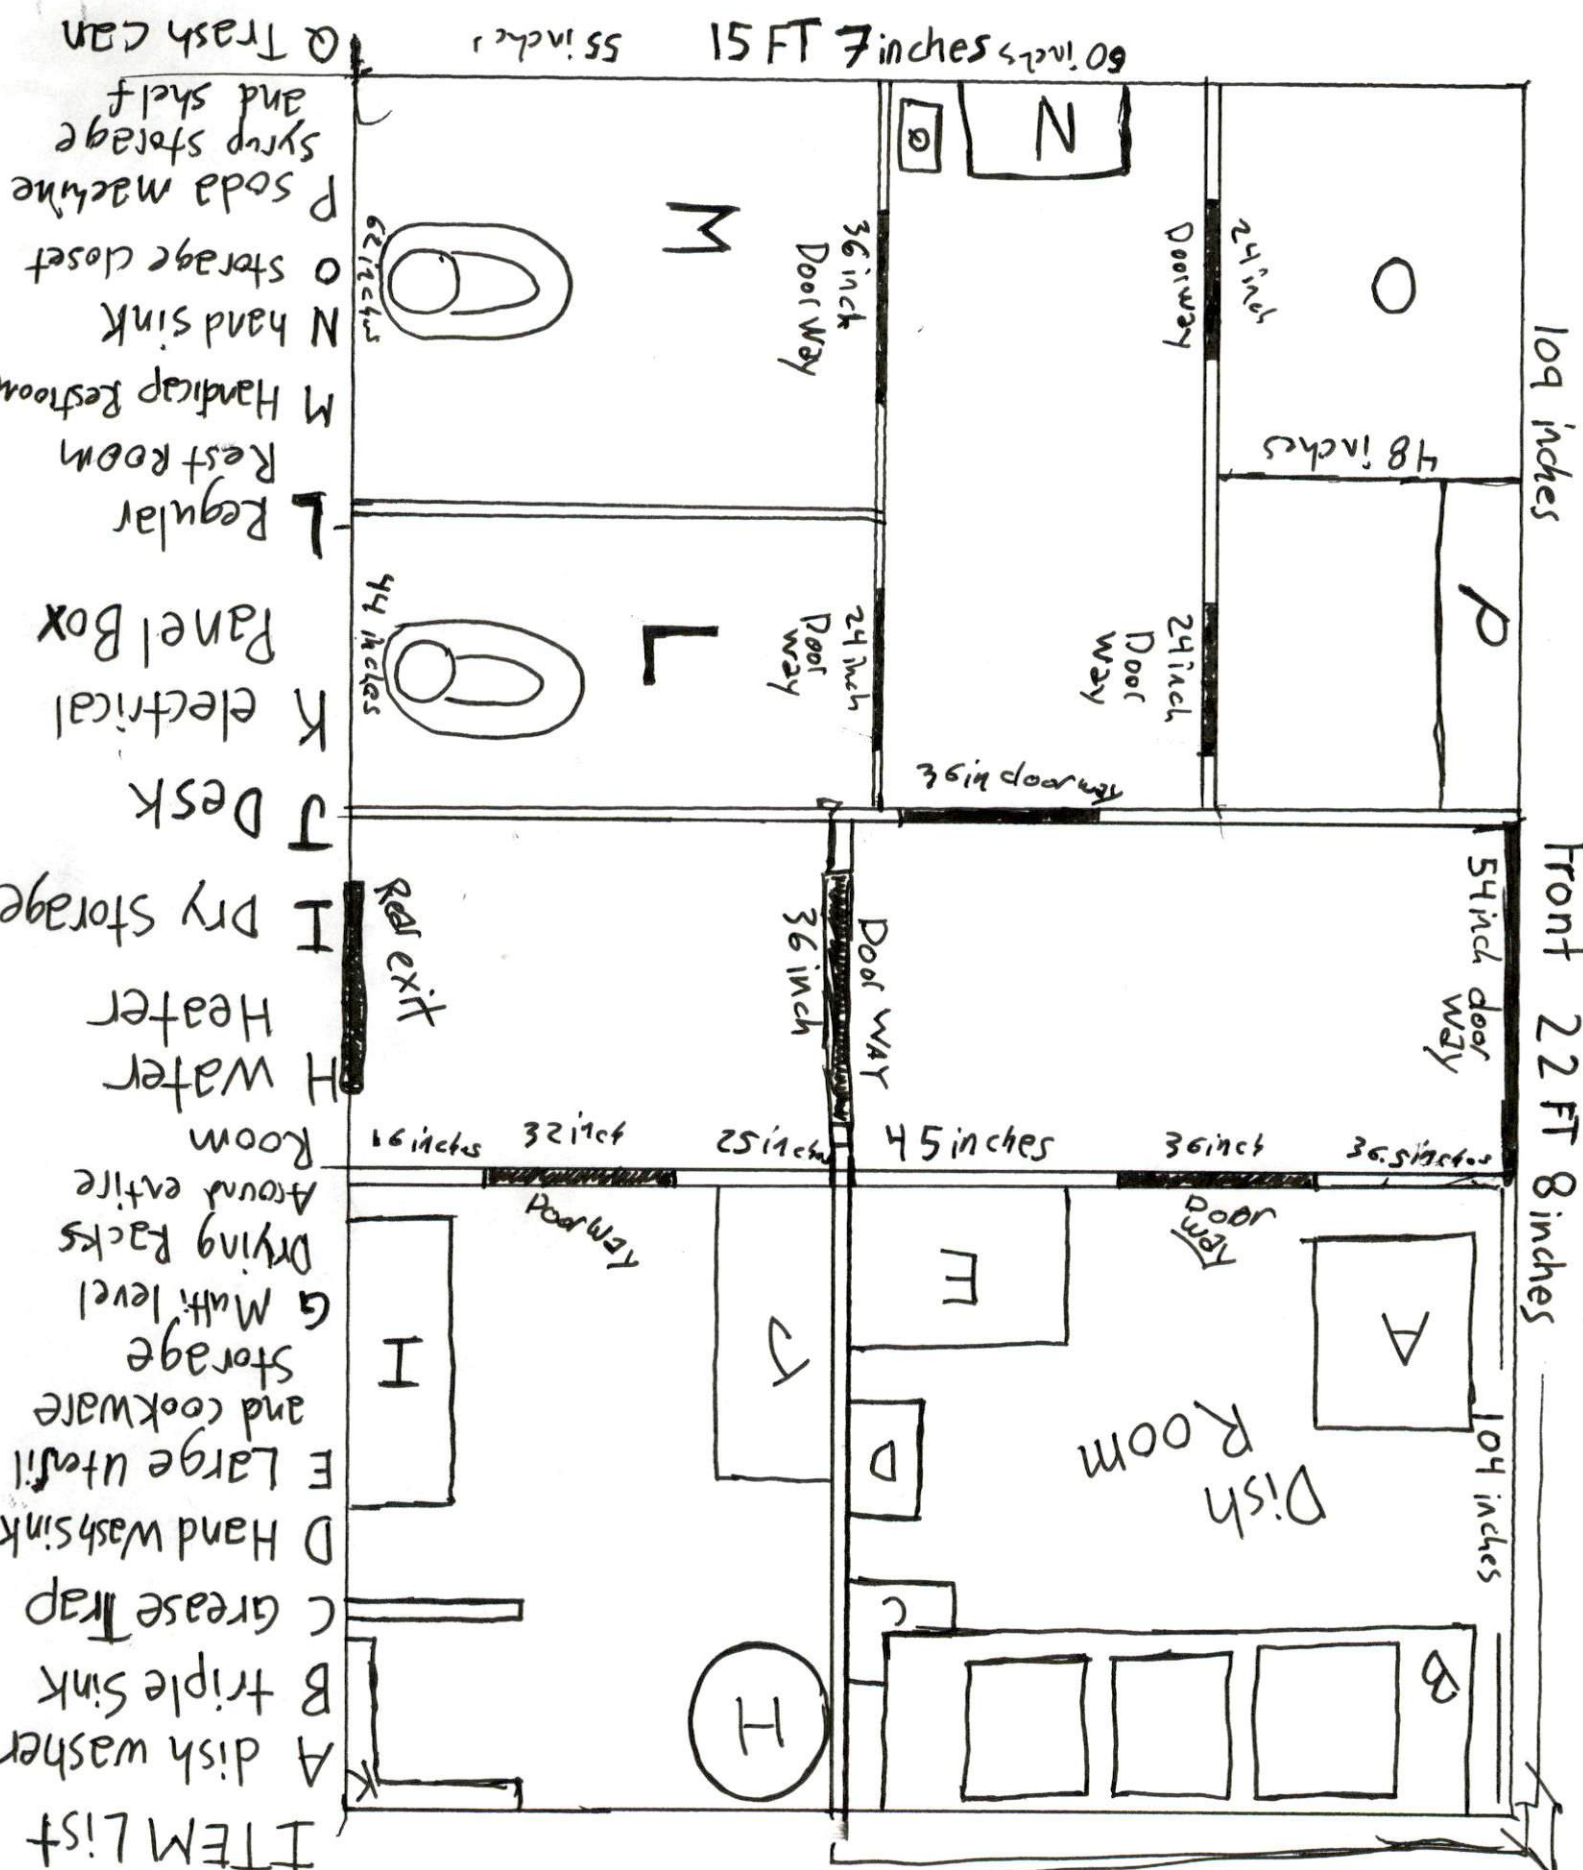 ITEM List
A dish washer
B triple Sink
C Grease Trap
D Hand Wash Sink
E Large utensil
and cookware
Storage
G Multi level
Drying Racks
Around entire
Room
H Water
Heater
I Dry Storage
J Desk
K electrical
Panel Box
L Regular
Rest Room
M Handicap Restroom
N hand sink
O storage closet
P soda machine
syrup storage
and shelf
Q Trash can
15 FT 7 inches
55 inches
60 inches
Q
N
M
62 inches
36 inch
Door Way
24 inch
Doorway
O
109 inches
48 inches
P
L
44 inches
24 inch
Door
way
24 inch
Door
way
36 in doorway
Front 22 FT 8 inches
54 inch door
way
Rear exit
36 inch
Door WAY
16 inches
32 inch
25 inches
45 inches
36 inch
36.5 inches
Doorway
Door
way
I
J
E
A
D
Dish
Room
104 inches
C
B
H
K